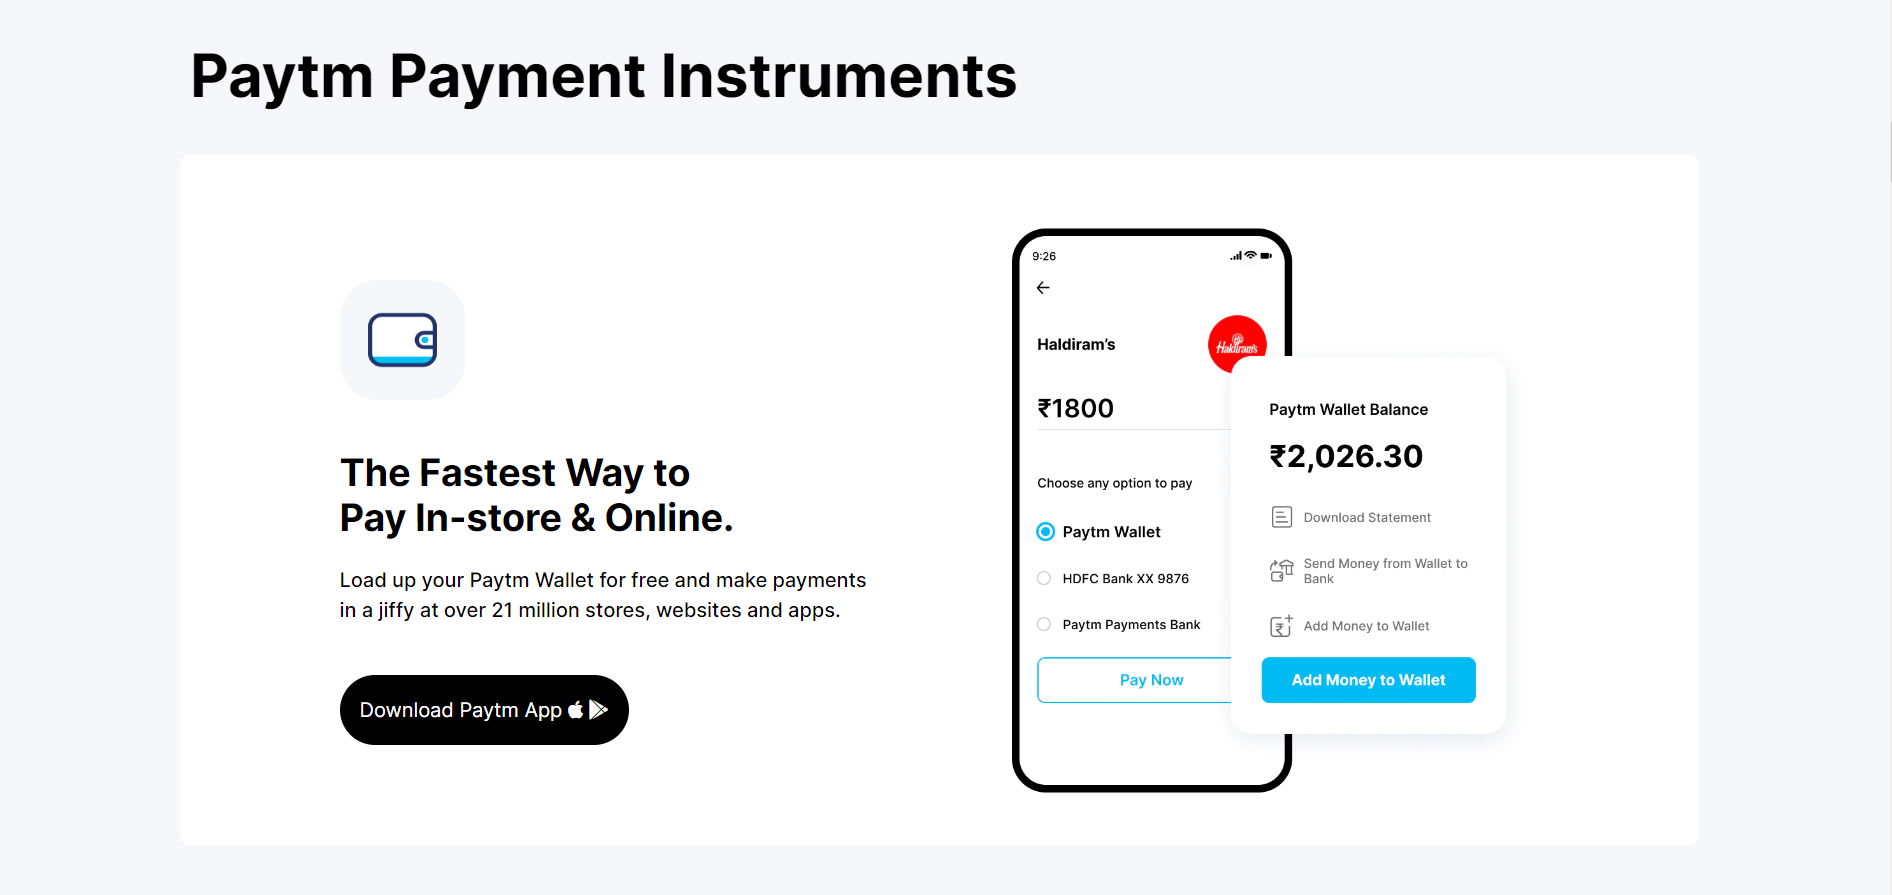 Paytm Payment Instruments
The Fastest Way to
Pay In-store & Online.
Load up your Paytm Wallet for free and make payments
in a jiffy at over 21 million stores, websites and apps.
Download Paytm App
9:26
Haldiram's
Haldiram's
₹1800
Choose any option to pay
Paytm Wallet
HDFC Bank XX 9876
Paytm Payments Bank
Pay Now
Paytm Wallet Balance
₹2,026.30
Download Statement
Send Money from Wallet to
Bank
Add Money to Wallet
Add Money to Wallet